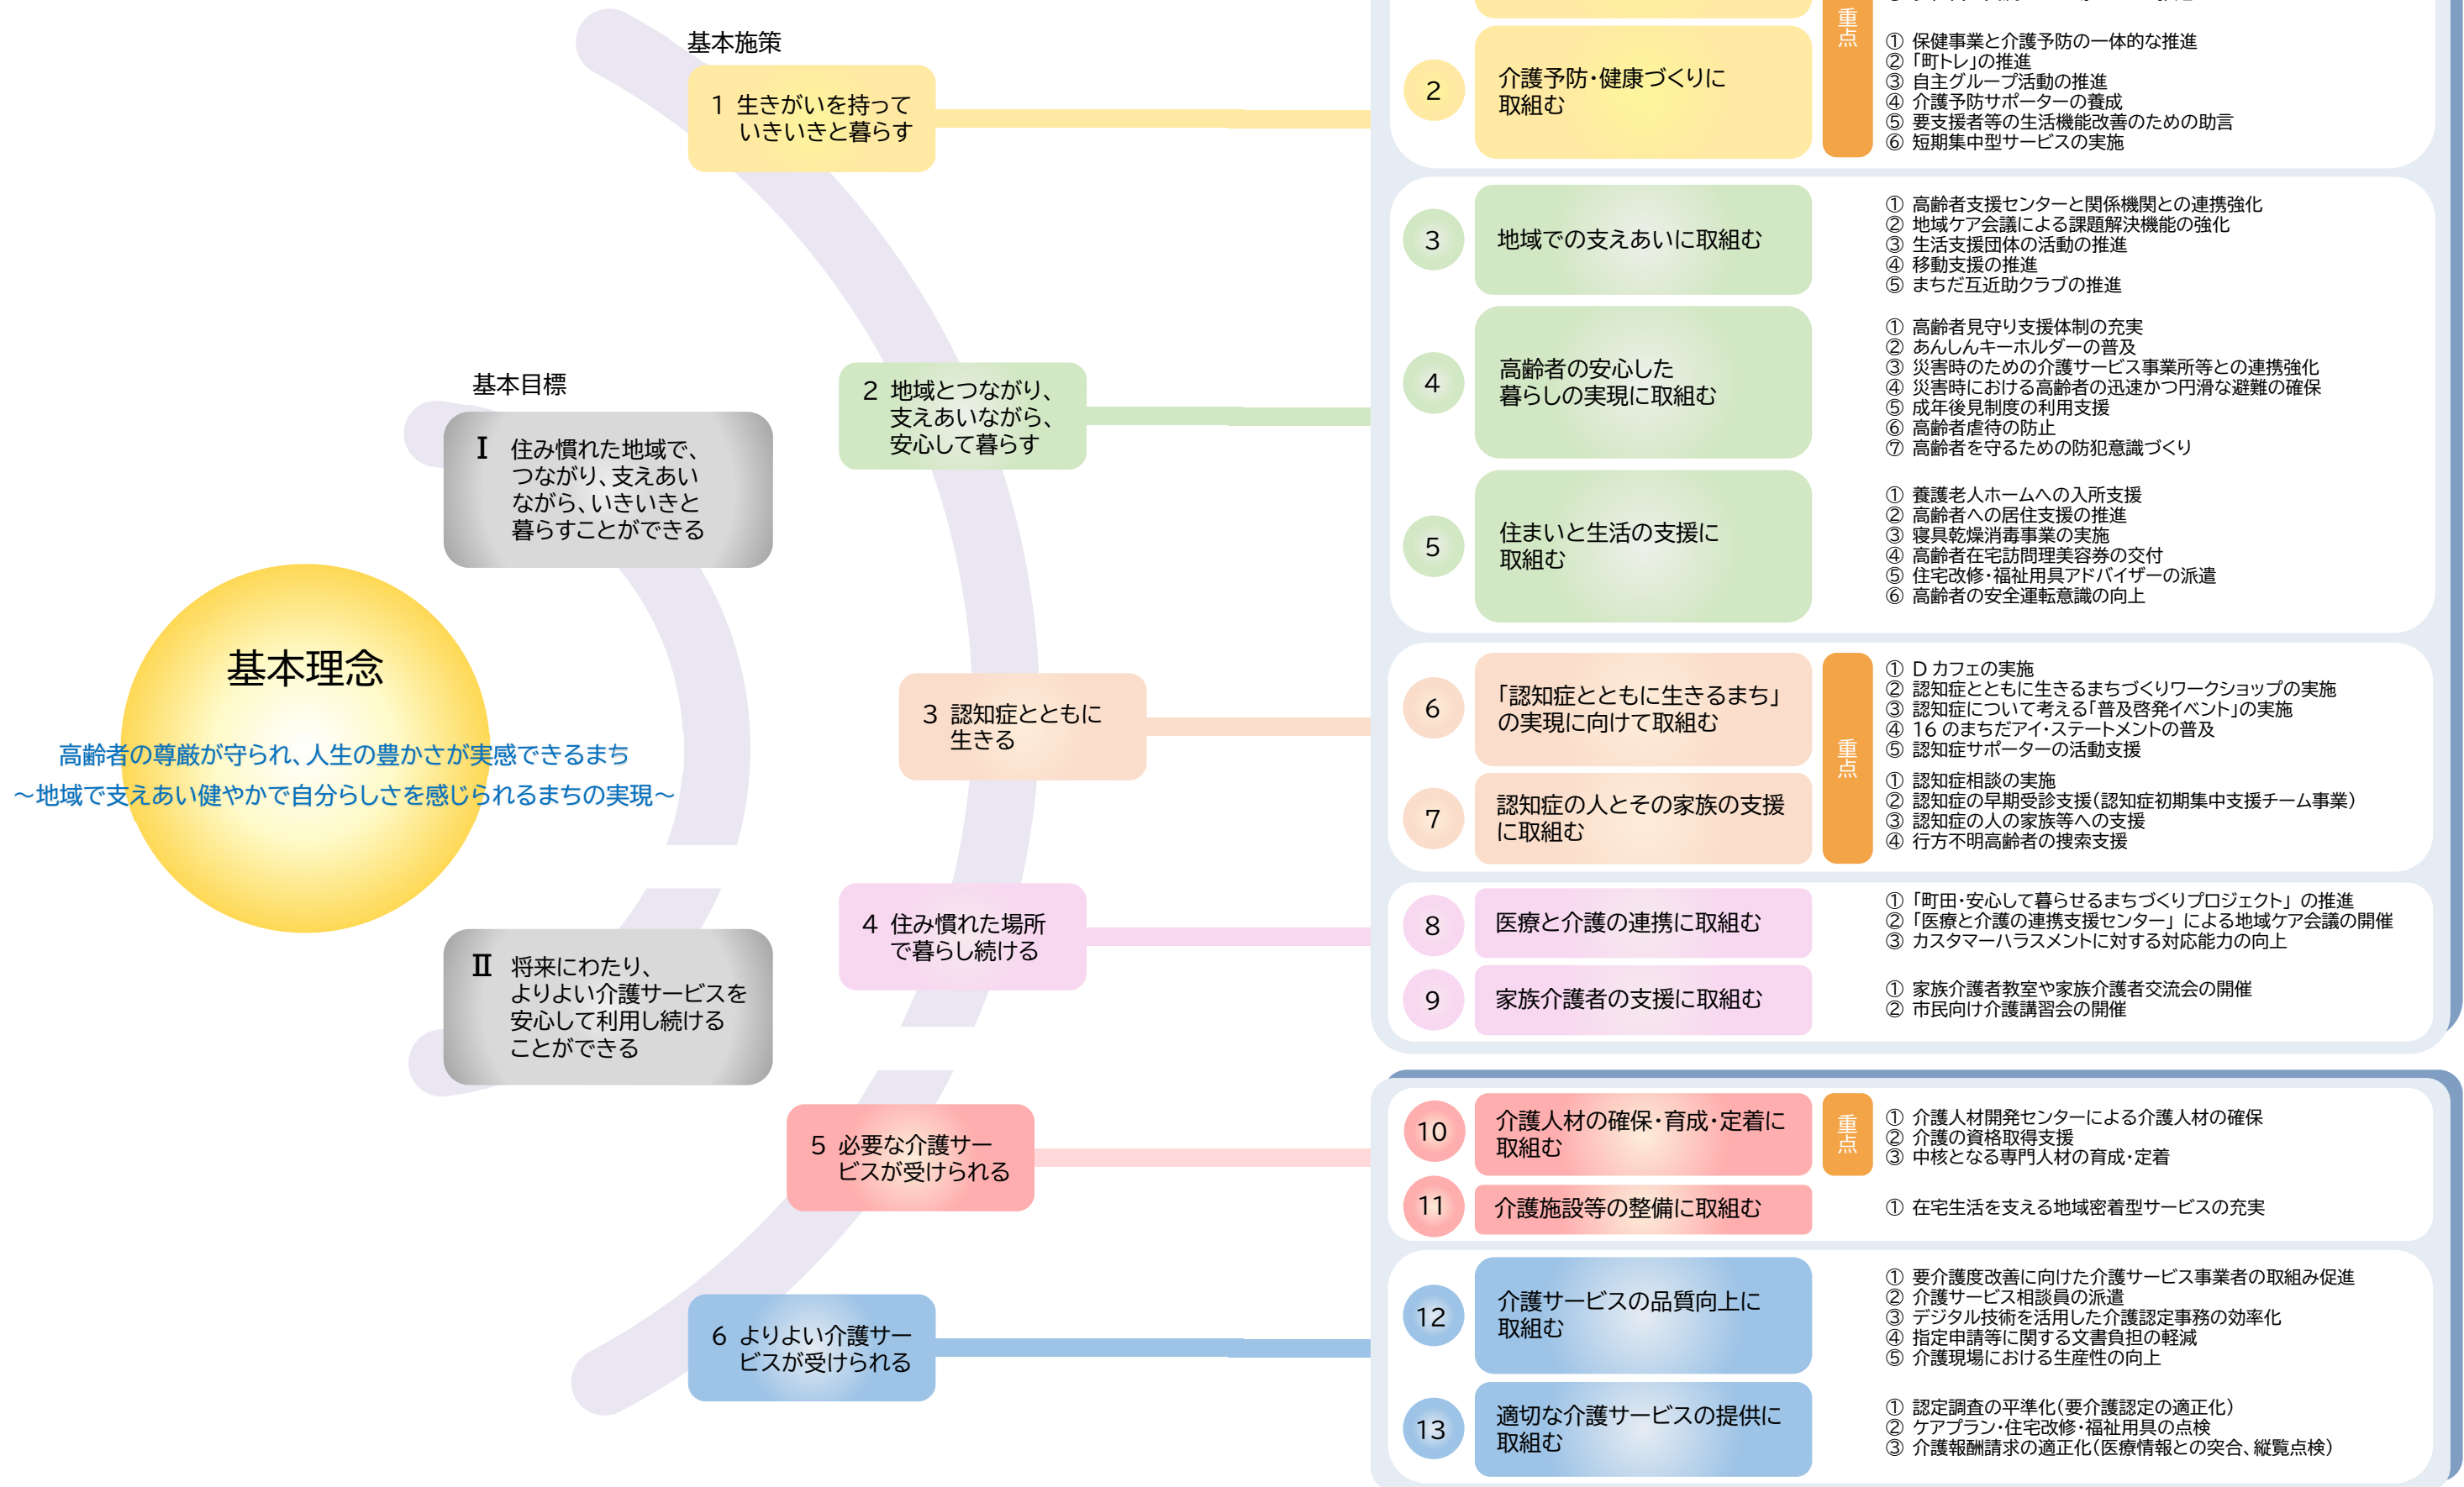 基本理念
高齢者の尊厳が守られ、人生の豊かさが実感できるまち
～地域で支えあい健やかで自分らしさを感じられるまちの実現～
基本目標
Ⅰ 住み慣れた地域で、
つながり、支えあい
ながら、いきいきと
暮らすことができる
Ⅱ 将来にわたり、
よりよい介護サービスを
安心して利用し続ける
ことができる
基本施策
1 生きがいを持って
いきいきと暮らす
2 地域とつながり、
支えあいながら、
安心して暮らす
3 認知症とともに
生きる
4 住み慣れた場所
で暮らし続ける
5 必要な介護サー
ビスが受けられる
6 よりよい介護サー
ビスが受けられる
重点
2
介護予防・健康づくりに
取組む
① 保健事業と介護予防の一体的な推進
② 「町トレ」の推進
③ 自主グループ活動の推進
④ 介護予防サポーターの養成
⑤ 要支援者等の生活機能改善のための助言
⑥ 短期集中型サービスの実施
3
地域での支えあいに取組む
① 高齢者支援センターと関係機関との連携強化
② 地域ケア会議による課題解決機能の強化
③ 生活支援団体の活動の推進
④ 移動支援の推進
⑤ まちだ互近助クラブの推進
4
高齢者の安心した
暮らしの実現に取組む
① 高齢者見守り支援体制の充実
② あんしんキーホルダーの普及
③ 災害時のための介護サービス事業所等との連携強化
④ 災害時における高齢者の迅速かつ円滑な避難の確保
⑤ 成年後見制度の利用支援
⑥ 高齢者虐待の防止
⑦ 高齢者を守るための防犯意識づくり
5
住まいと生活の支援に
取組む
① 養護老人ホームへの入所支援
② 高齢者への居住支援の推進
③ 寝具乾燥消毒事業の実施
④ 高齢者在宅訪問理美容券の交付
⑤ 住宅改修・福祉用具アドバイザーの派遣
⑥ 高齢者の安全運転意識の向上
6
「認知症とともに生きるまち」
の実現に向けて取組む
重点
① Dカフェの実施
② 認知症とともに生きるまちづくりワークショップの実施
③ 認知症について考える「普及啓発イベント」の実施
④ 16のまちだアイ・ステートメントの普及
⑤ 認知症サポーターの活動支援
7
認知症の人とその家族の支援
に取組む
① 認知症相談の実施
② 認知症の早期受診支援（認知症初期集中支援チーム事業）
③ 認知症の人の家族等への支援
④ 行方不明高齢者の捜索支援
8
医療と介護の連携に取組む
① 「町田・安心して暮らせるまちづくりプロジェクト」の推進
② 「医療と介護の連携支援センター」による地域ケア会議の開催
③ カスタマーハラスメントに対する対応能力の向上
9
家族介護者の支援に取組む
① 家族介護者教室や家族介護者交流会の開催
② 市民向け介護講習会の開催
10
介護人材の確保・育成・定着に
取組む
重点
① 介護人材開発センターによる介護人材の確保
② 介護の資格取得支援
③ 中核となる専門人材の育成・定着
11
介護施設等の整備に取組む
① 在宅生活を支える地域密着型サービスの充実
12
介護サービスの品質向上に
取組む
① 要介護度改善に向けた介護サービス事業者の取組み促進
② 介護サービス相談員の派遣
③ デジタル技術を活用した介護認定事務の効率化
④ 指定申請等に関する文書負担の軽減
⑤ 介護現場における生産性の向上
13
適切な介護サービスの提供に
取組む
① 認定調査の平準化（要介護認定の適正化）
② ケアプラン・住宅改修・福祉用具の点検
③ 介護報酬請求の適正化（医療情報との突合、縦覧点検）